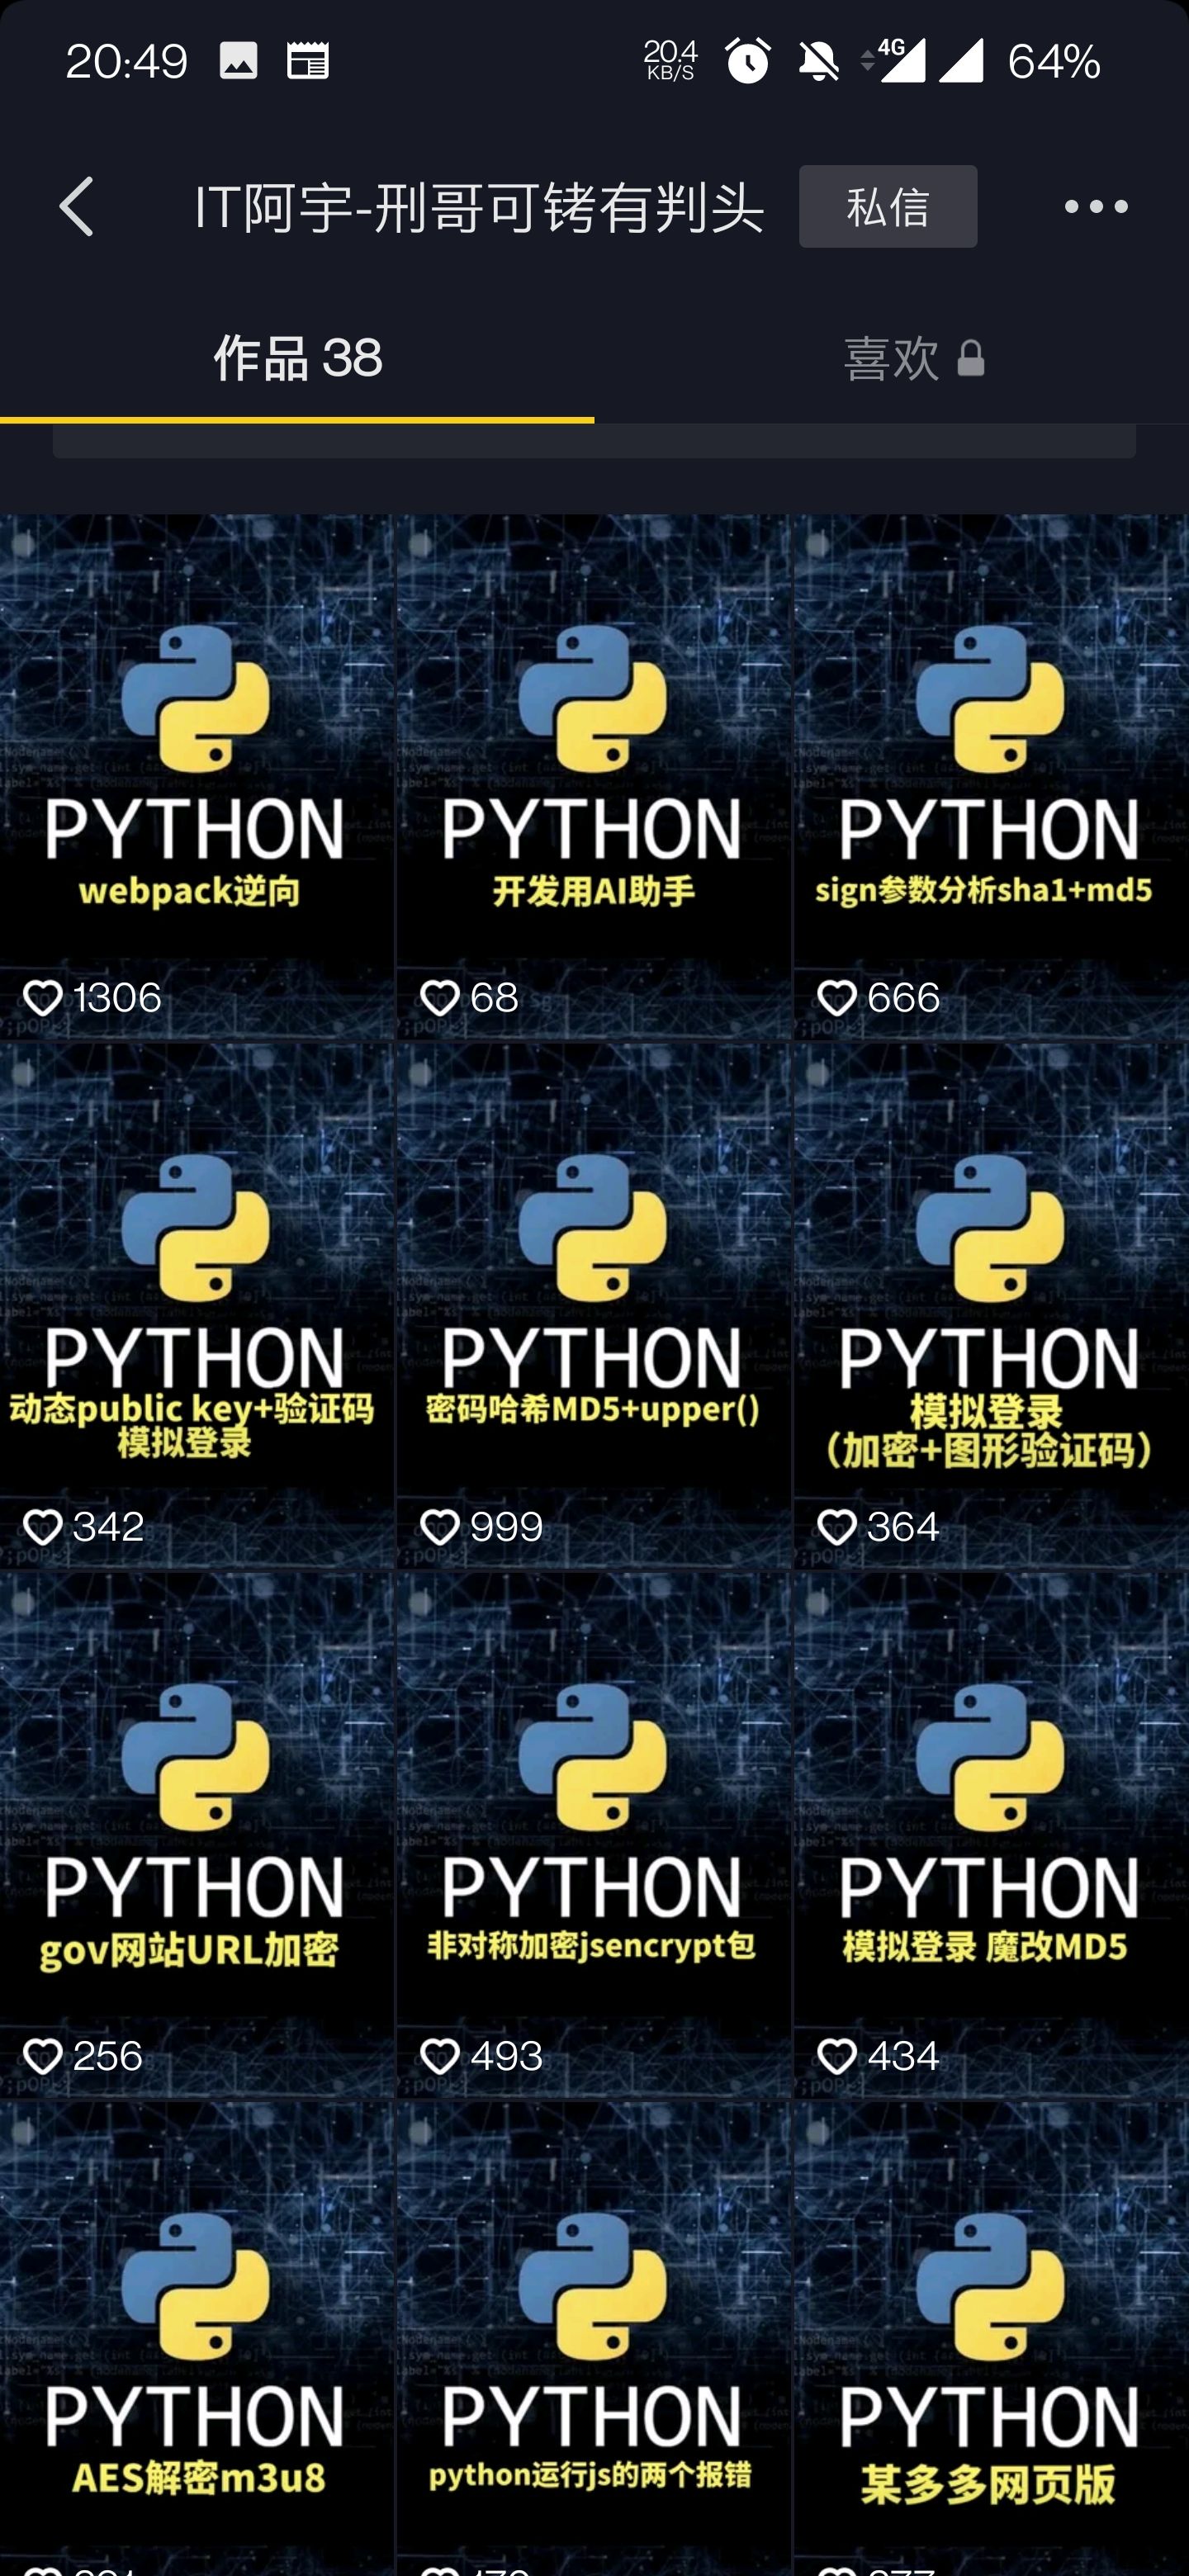 20:49 20.4 KB/S 4G 64%
IT阿宇-刑哥可铐有判头 私信
作品 38 喜欢
PYTHON PYTHON PYTHON
webpack逆向 开发用AI助手 sign参数分析sha1+md5
1306 68 666
PYTHON PYTHON PYTHON
动态public key+验证码 密码哈希MD5+upper() 模拟登录
模拟登录 （加密+图形验证码）
342 999 364
PYTHON PYTHON PYTHON
gov网站URL加密 非对称加密jsencrypt包 模拟登录 魔改MD5
256 493 434
PYTHON PYTHON PYTHON
AES解密m3u8 python运行js的两个报错 某多多网页版